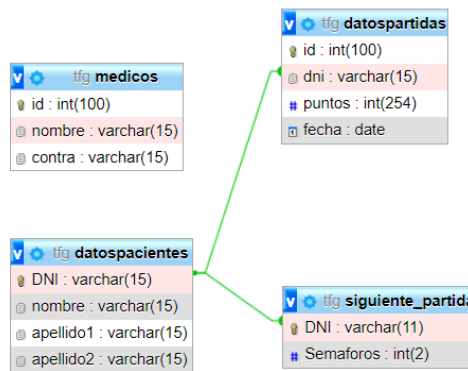 tfg medicos
id : int(100)
nombre : varchar(15)
contra : varchar(15)
tfg datospartidas
id : int(100)
dni : varchar(15)
puntos : int(254)
fecha : date
tfg datospacientes
DNI : varchar(15)
nombre : varchar(15)
apellido1 : varchar(15)
apellido2 : varchar(15)
tfg siguiente_partida
DNI : varchar(11)
Semaforos : int(2)